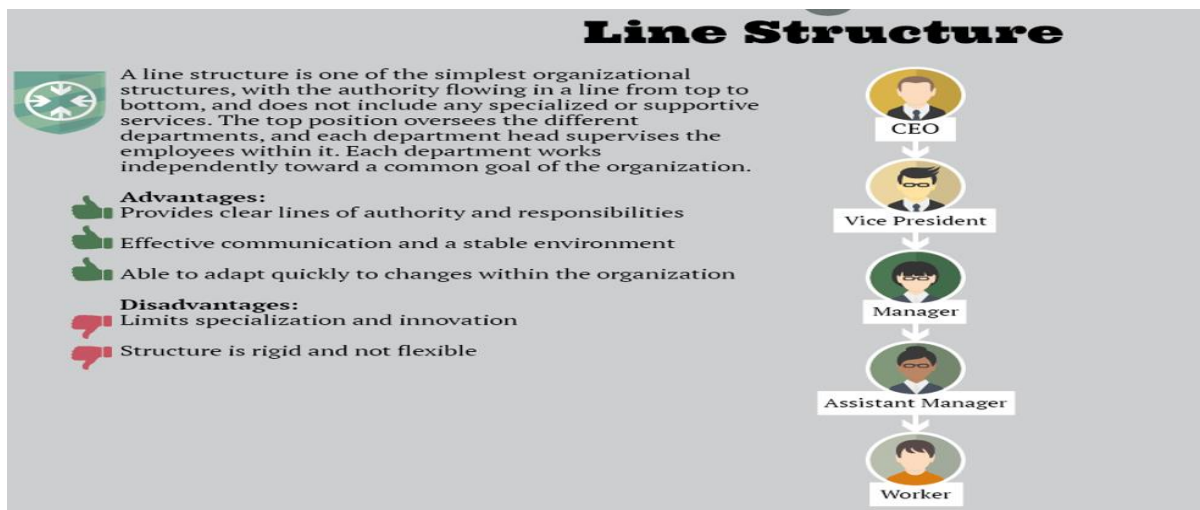 Line Structure
A line structure is one of the simplest organizational
structures, with the authority flowing in a line from top to
bottom, and does not include any specialized or supportive
services. The top position oversees the different
departments, and each department head supervises the
employees within it. Each department works
independently toward a common goal of the organization.
Advantages:
Provides clear lines of authority and responsibilities
Effective communication and a stable environment
Able to adapt quickly to changes within the organization
Disadvantages:
Limits specialization and innovation
Structure is rigid and not flexible
CEO
Vice President
Manager
Assistant Manager
Worker